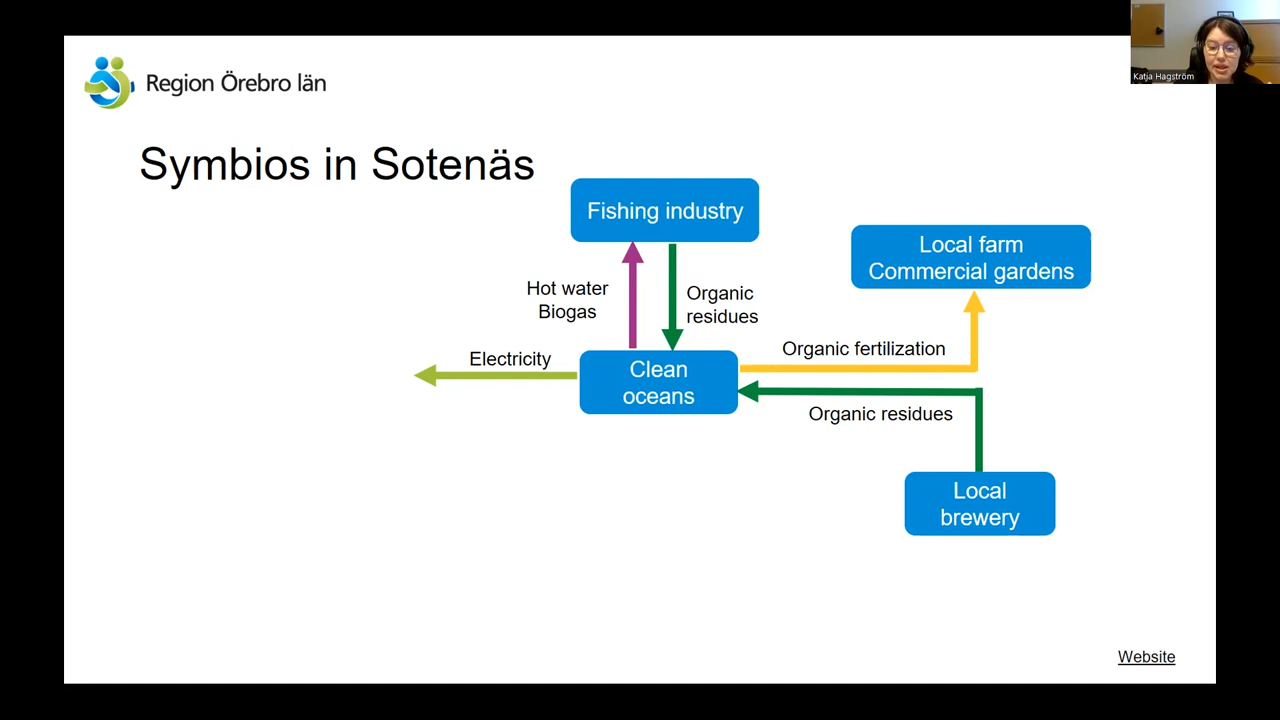 Katja Hagström
Region Örebro län
Symbios in Sotenäs
Fishing industry
Local farm
Commercial gardens
Hot water
Biogas
Organic
residues
Organic fertilization
Electricity
Clean
oceans
Organic residues
Local
brewery
Website